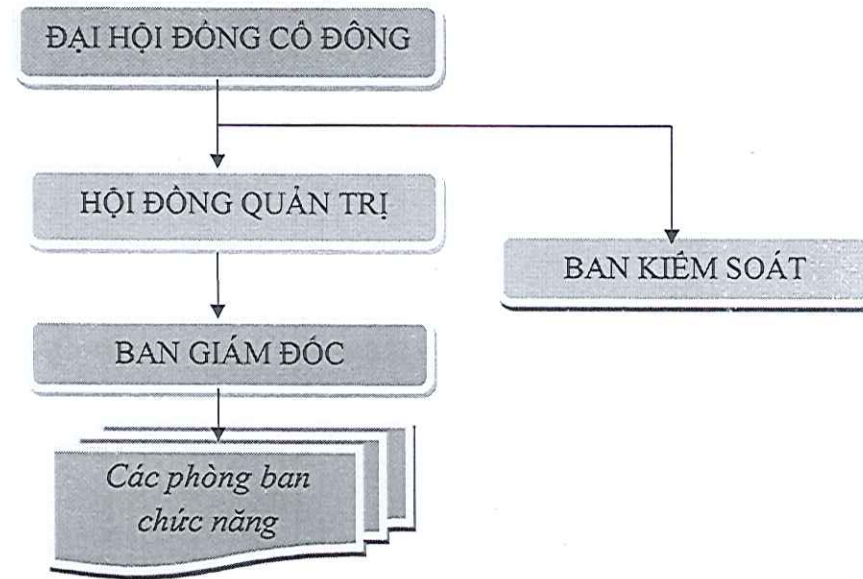 ĐẠI HỘI ĐỒNG CỔ ĐÔNG
HỘI ĐỒNG QUẢN TRỊ
BAN KIỂM SOÁT
BAN GIÁM ĐỐC
Các phòng ban
chức năng